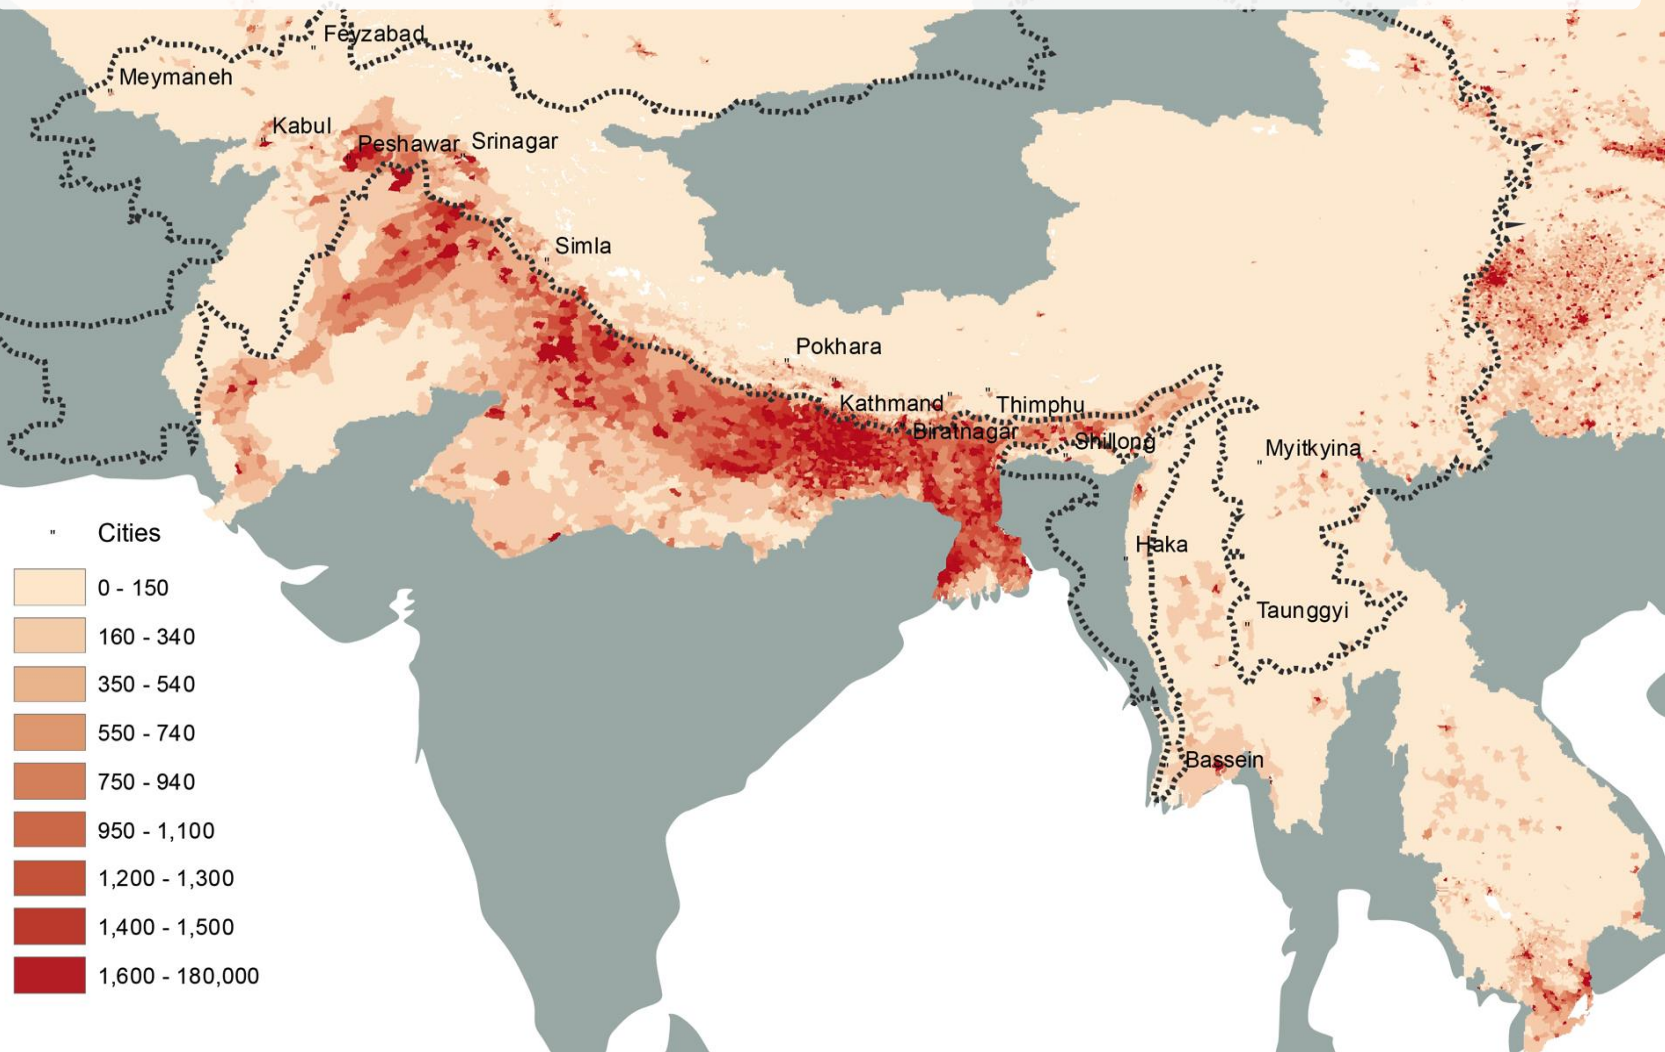 Feyzabad
Meymaneh
Kabul
Peshawar
Srinagar
Simla
Pokhara
Kathmand
Thimphu
Biratnagar
Shillong
Myitkyina
Haka
Taunggyi
Bassein
" Cities
0 - 150
160 - 340
350 - 540
550 - 740
750 - 940
950 - 1,100
1,200 - 1,300
1,400 - 1,500
1,600 - 180,000